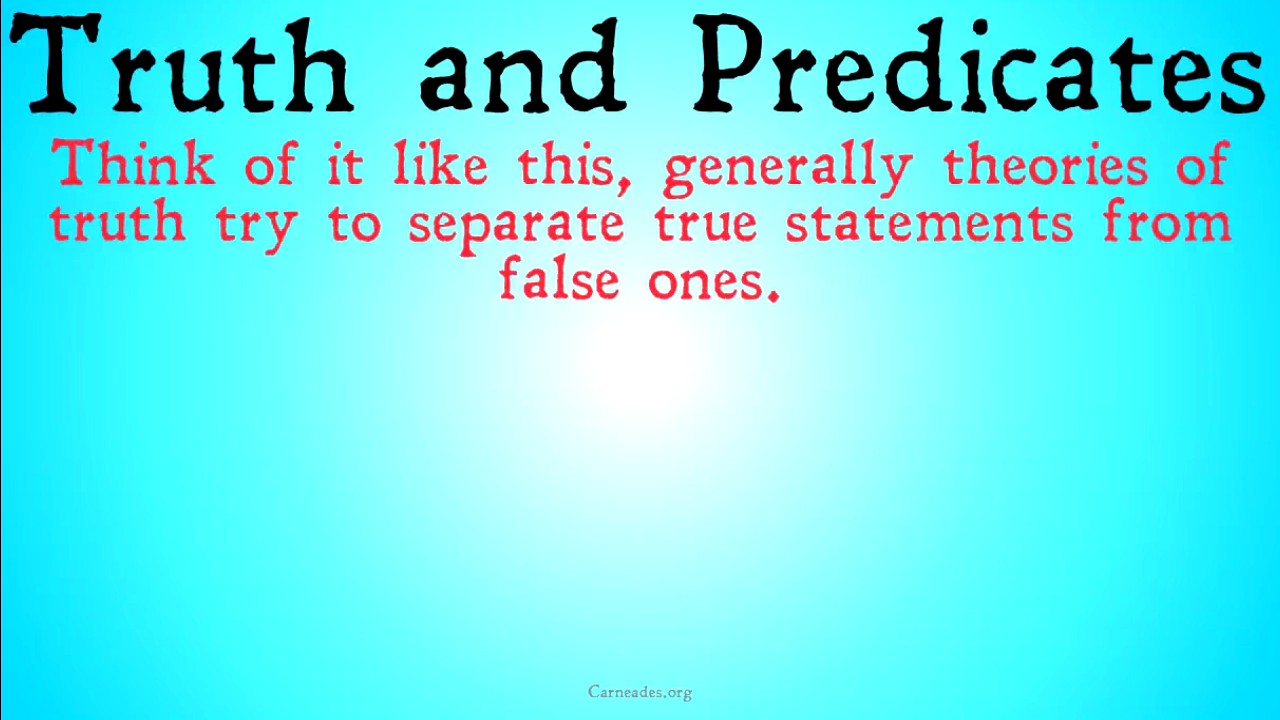 Truth and Predicates
Think of it like this, generally theories of
truth try to separate true statements from
false ones.
Carneades.org